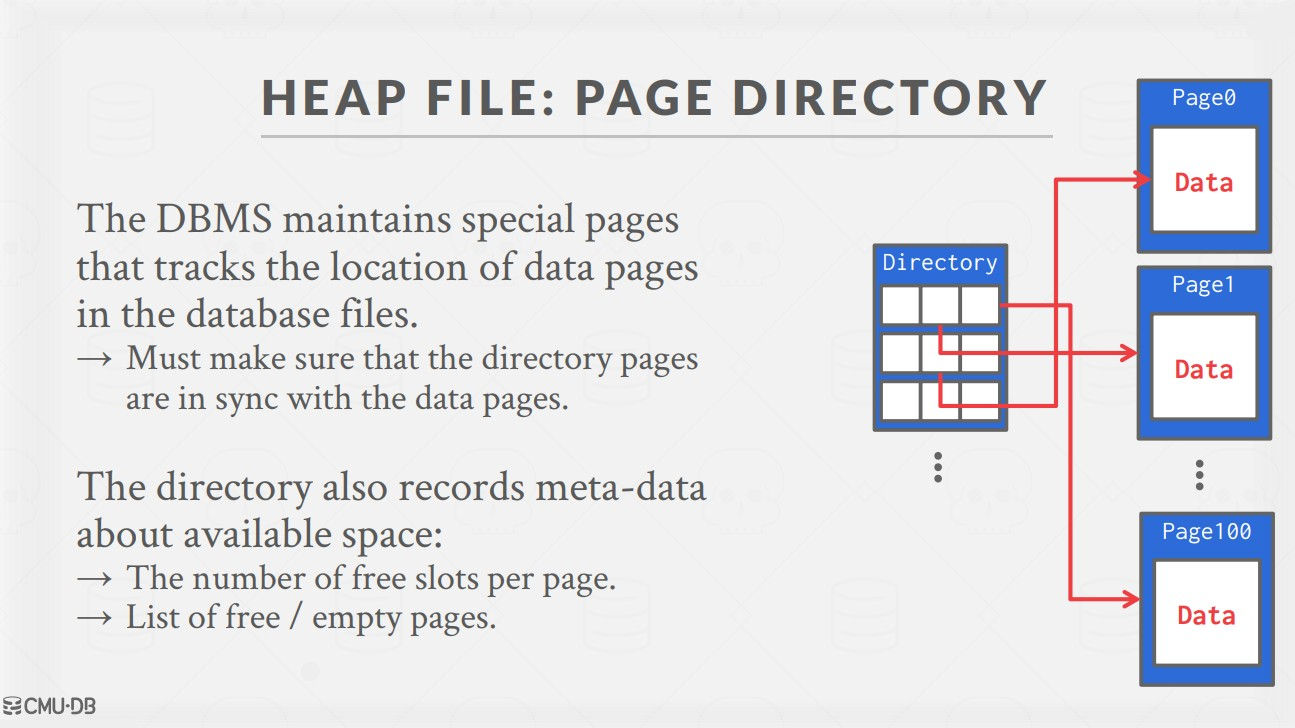 HEAP FILE: PAGE DIRECTORY
The DBMS maintains special pages
that tracks the location of data pages
in the database files.
→ Must make sure that the directory pages
are in sync with the data pages.
The directory also records meta-data
about available space:
→ The number of free slots per page.
→ List of free / empty pages.
Directory
Page0
Data
Page1
Data
Page100
Data
CMU·DB